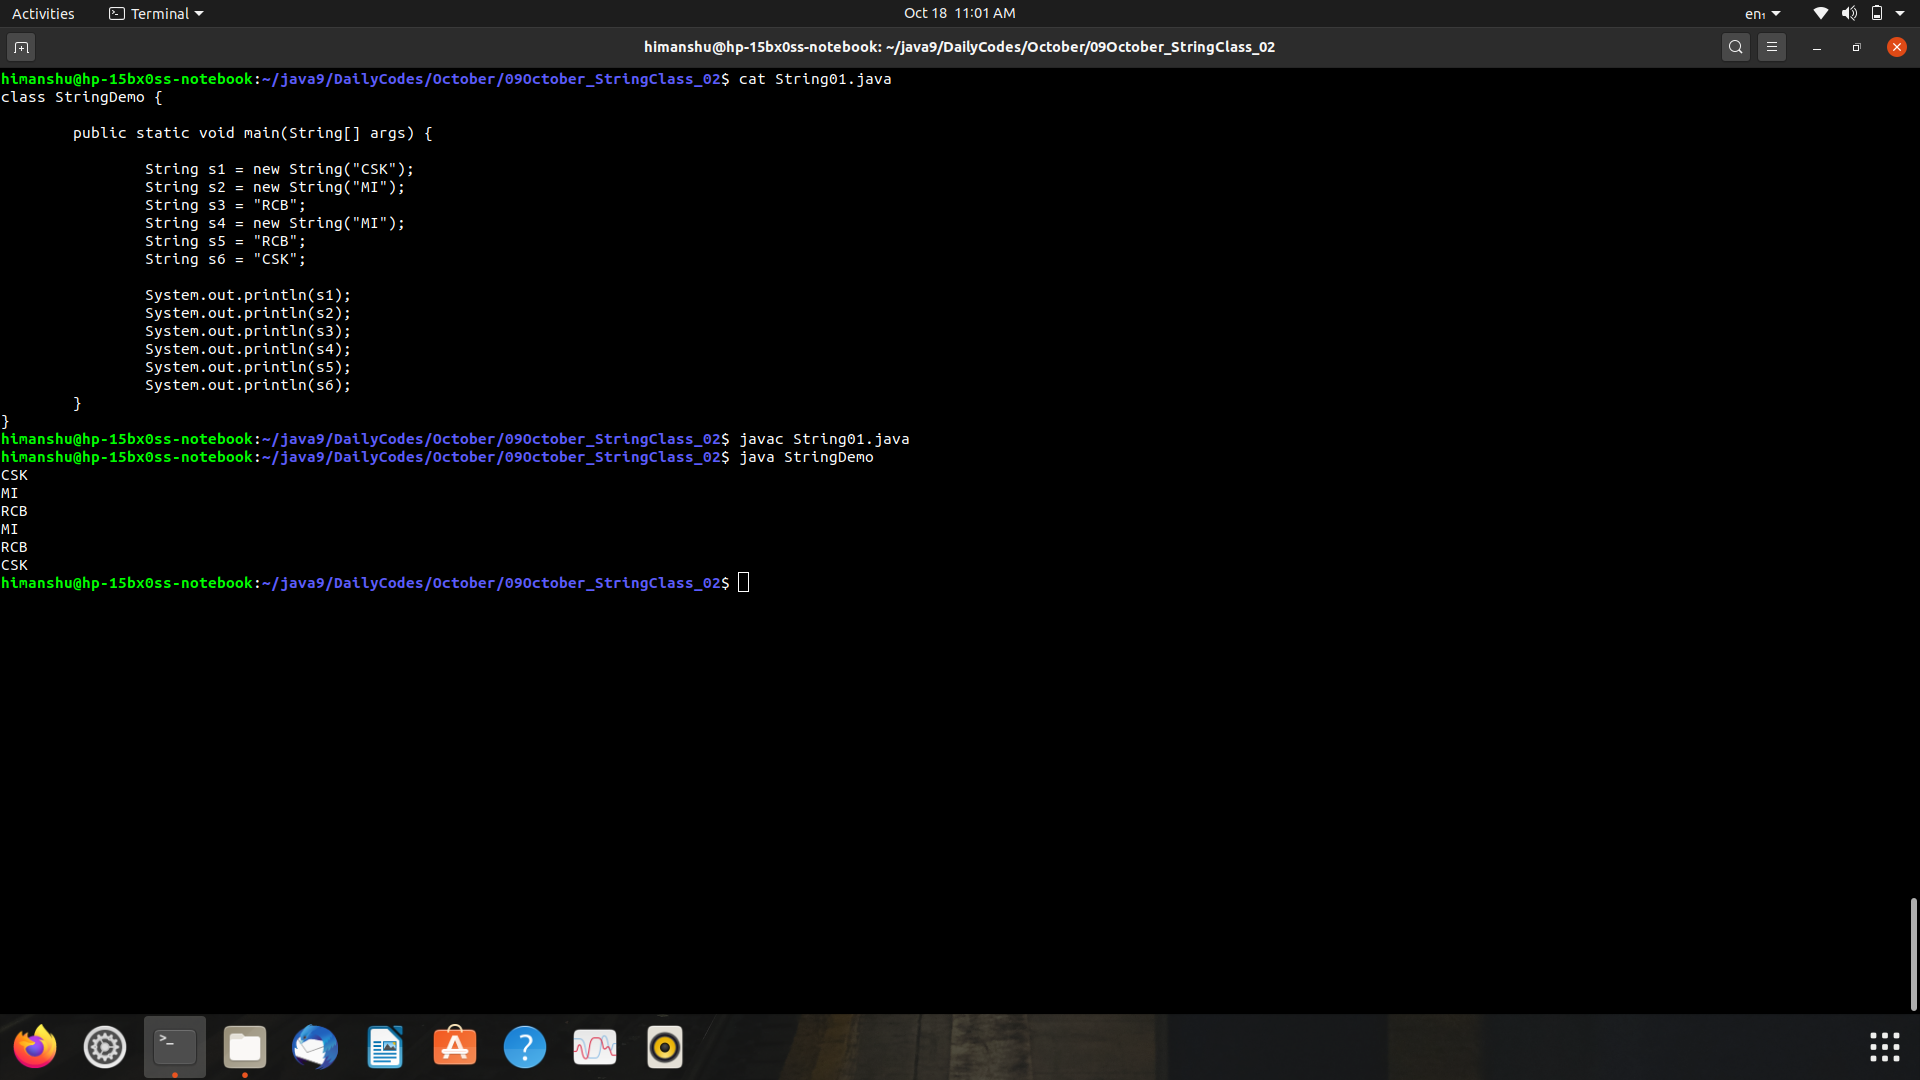 Activities Terminal Oct 18 11:01 AM en₁
himanshu@hp-15bx0ss-notebook: ~/java9/DailyCodes/October/09October_StringClass_02
himanshu@hp-15bx0ss-notebook:~/java9/DailyCodes/October/09October_StringClass_02$ cat String01.java
class StringDemo {
public static void main(String[] args) {
String s1 = new String("CSK");
String s2 = new String("MI");
String s3 = "RCB";
String s4 = new String("MI");
String s5 = "RCB";
String s6 = "CSK";
System.out.println(s1);
System.out.println(s2);
System.out.println(s3);
System.out.println(s4);
System.out.println(s5);
System.out.println(s6);
}
}
himanshu@hp-15bx0ss-notebook:~/java9/DailyCodes/October/09October_StringClass_02$ javac String01.java
himanshu@hp-15bx0ss-notebook:~/java9/DailyCodes/October/09October_StringClass_02$ java StringDemo
CSK
MI
RCB
MI
RCB
CSK
himanshu@hp-15bx0ss-notebook:~/java9/DailyCodes/October/09October_StringClass_02$